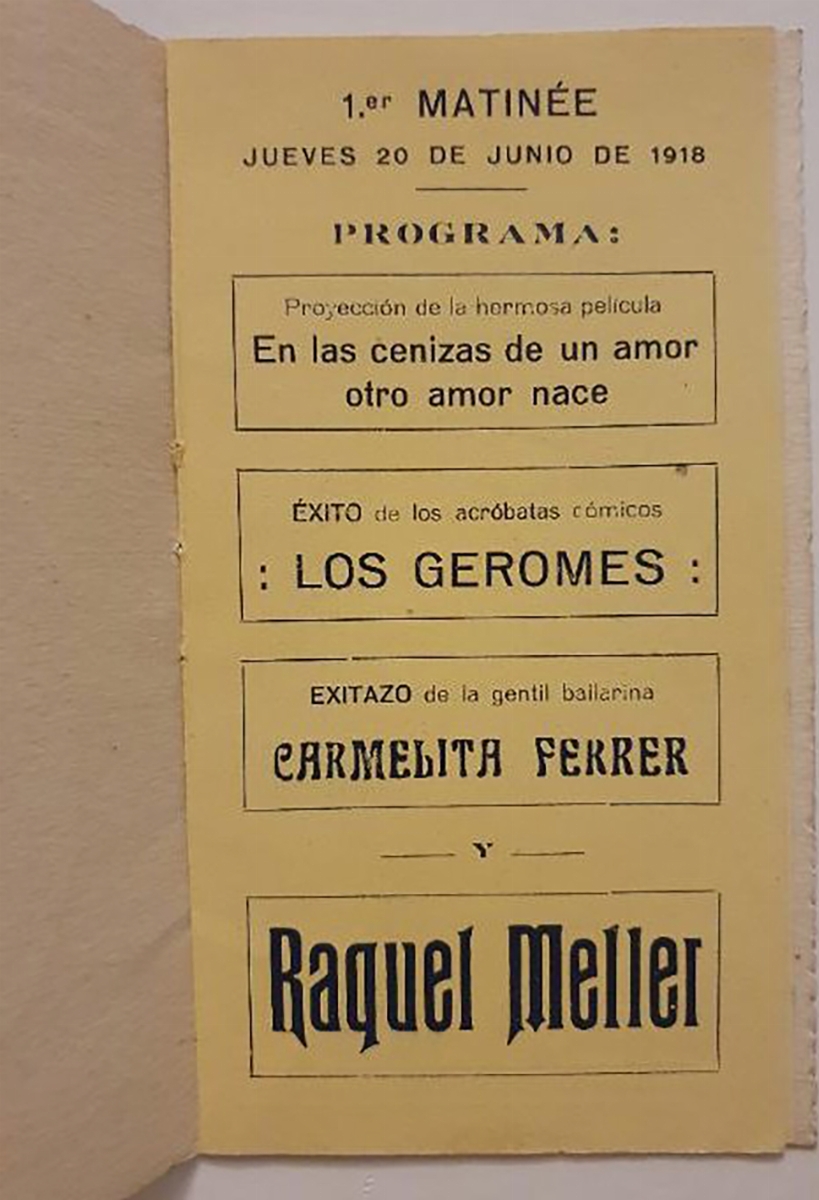 1.er MATINÉE
JUEVES 20 DE JUNIO DE 1918
PROGRAMA:
Proyección de la hermosa película
En las cenizas de un amor
otro amor nace
ÉXITO de los acróbatas cómicos
: LOS GEROMES :
EXITAZO de la gentil bailarina
CARMELITA FERRER
Y
Raquel Meller